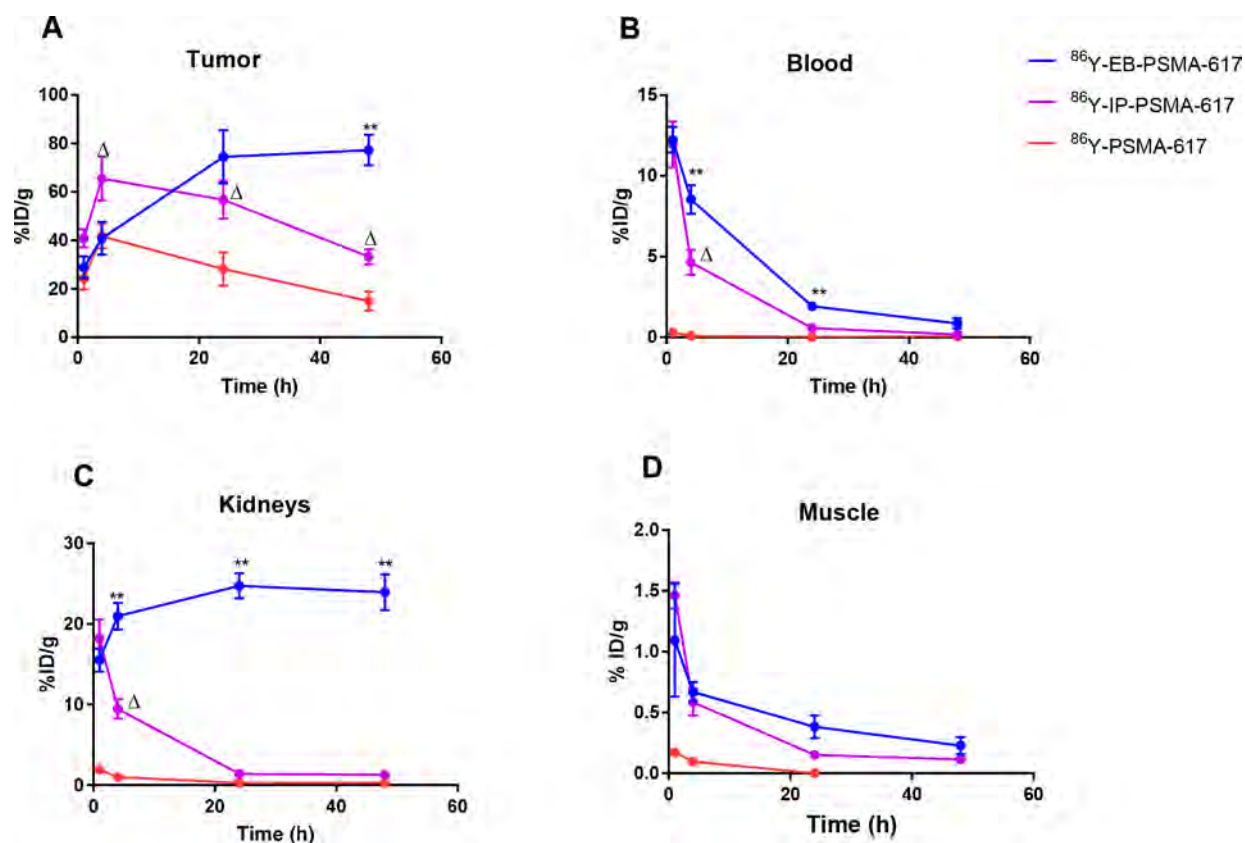 A
Tumor
100
80
60
40
20
0
%ID/g
0 20 40 60
Time (h)
Δ
Δ
Δ
**
B
Blood
15
10
5
0
%ID/g
0 20 40 60
Time (h)
**
Δ
**
⁸⁶Y-EB-PSMA-617
⁸⁶Y-IP-PSMA-617
⁸⁶Y-PSMA-617
C
Kidneys
30
20
10
0
%ID/g
0 20 40 60
Time (h)
**
**
**
Δ
D
Muscle
2.0
1.5
1.0
0.5
0.0
% ID/g
0 20 40 60
Time (h)